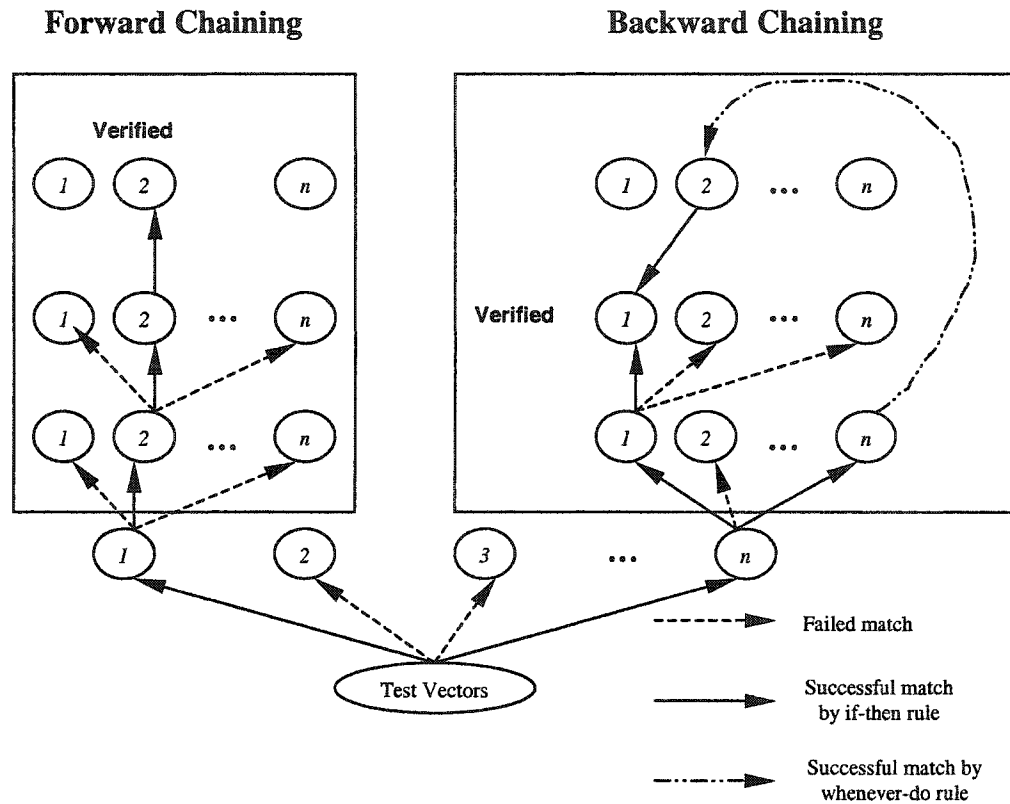 Forward Chaining
Backward Chaining
Verified
1 2 n
1 2 ... n
1 2 ... n
1 2 ... n
Verified
1 2 ... n
1 2 ... n
1 2 3 ... n
Test Vectors
Failed match
Successful match
by if-then rule
Successful match by
whenever-do rule